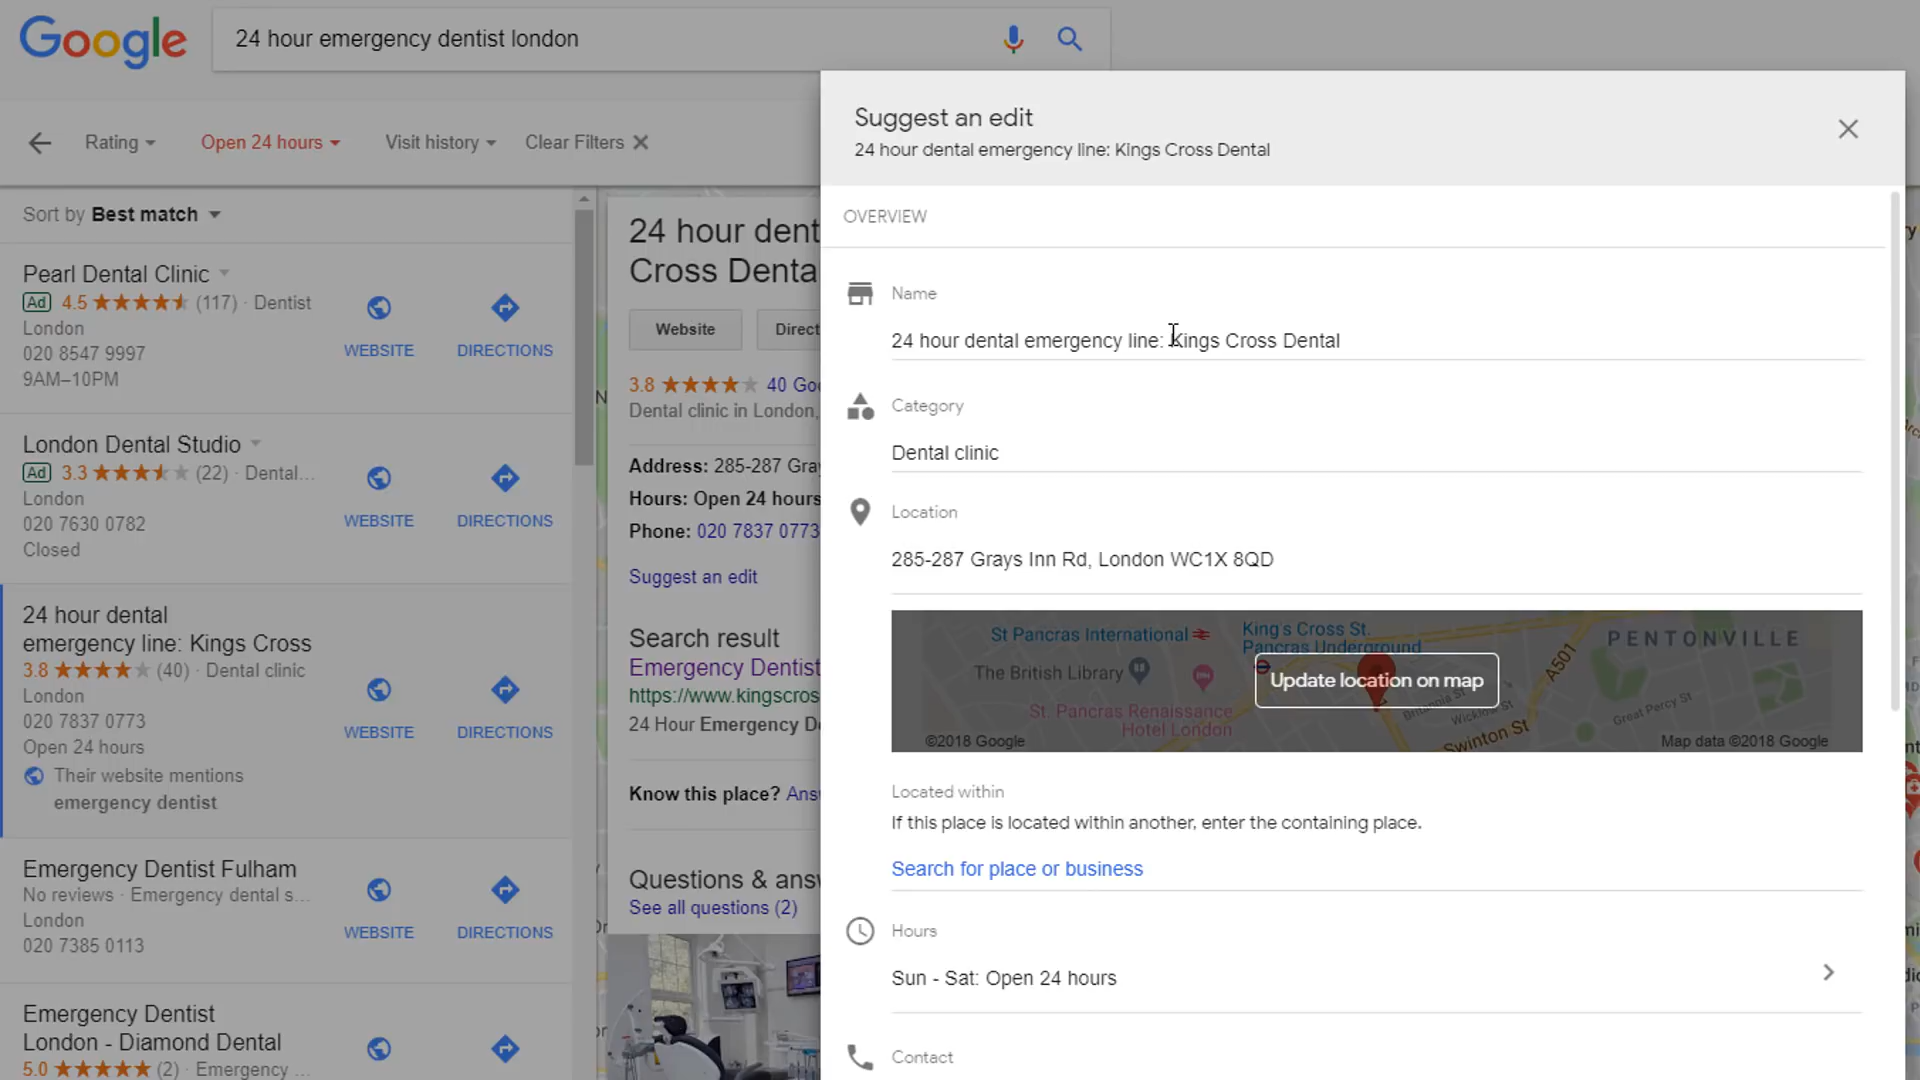 Google
24 hour emergency dentist london
Rating
Open 24 hours
Visit history
Clear Filters
Sort by Best match
Pearl Dental Clinic
Ad 4.5 (117) · Dentist
London
020 8547 9997
9AM–10PM
WEBSITE
DIRECTIONS
London Dental Studio
Ad 3.3 (22) · Dental...
London
020 7630 0782
Closed
WEBSITE
DIRECTIONS
24 hour dental
emergency line: Kings Cross
3.8 (40) · Dental clinic
London
020 7837 0773
Open 24 hours
Their website mentions
emergency dentist
WEBSITE
DIRECTIONS
Emergency Dentist Fulham
No reviews · Emergency dental s...
London
020 7385 0113
WEBSITE
DIRECTIONS
Emergency Dentist
London - Diamond Dental
5.0 (2) · Emergency ...
24 hour dent
Cross Denta
Website
Direct
3.8 40 Goo
Dental clinic in London,
Address: 285-287 Gray
Hours: Open 24 hours
Phone: 020 7837 0773
Suggest an edit
Search result
Emergency Dentist
https://www.kingscros
24 Hour Emergency De
Know this place? Ans
Questions & answ
See all questions (2)
Suggest an edit
24 hour dental emergency line: Kings Cross Dental
OVERVIEW
Name
24 hour dental emergency line: Kings Cross Dental
Category
Dental clinic
Location
285-287 Grays Inn Rd, London WC1X 8QD
St Pancras International
King's Cross St.
Pancras Underground
PENTONVILLE
The British Library
A501
Update location on map
Britannia St
Wicklow St
Great Percy St
St. Pancras Renaissance
Hotel London
Swinton St
©2018 Google
Map data ©2018 Google
Located within
If this place is located within another, enter the containing place.
Search for place or business
Hours
Sun - Sat: Open 24 hours
Contact